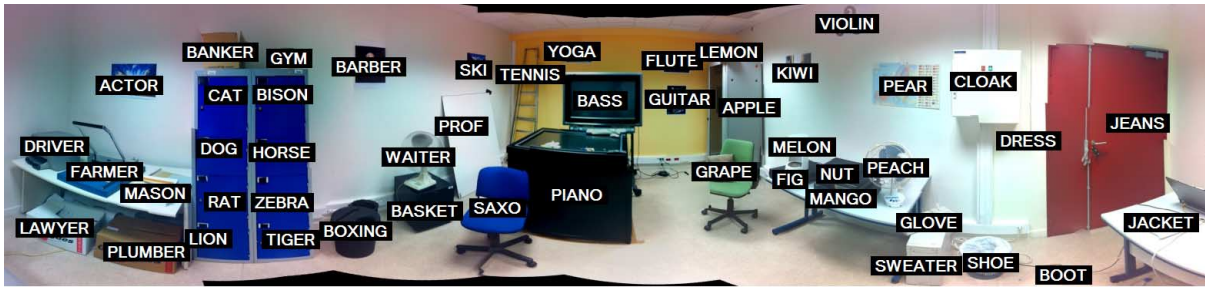 VIOLIN
BANKER
GYM
YOGA
FLUTE
LEMON
ACTOR
BARBER
SKI
TENNIS
KIWI
CAT
BISON
BASS
GUITAR
APPLE
PEAR
CLOAK
PROF
JEANS
DRIVER
DOG
HORSE
WAITER
MELON
DRESS
FARMER
GRAPE
FIG
NUT
PEACH
MASON
RAT
ZEBRA
BASKET
SAXO
PIANO
MANGO
LAWYER
PLUMBER
LION
TIGER
BOXING
GLOVE
JACKET
SWEATER
SHOE
BOOT